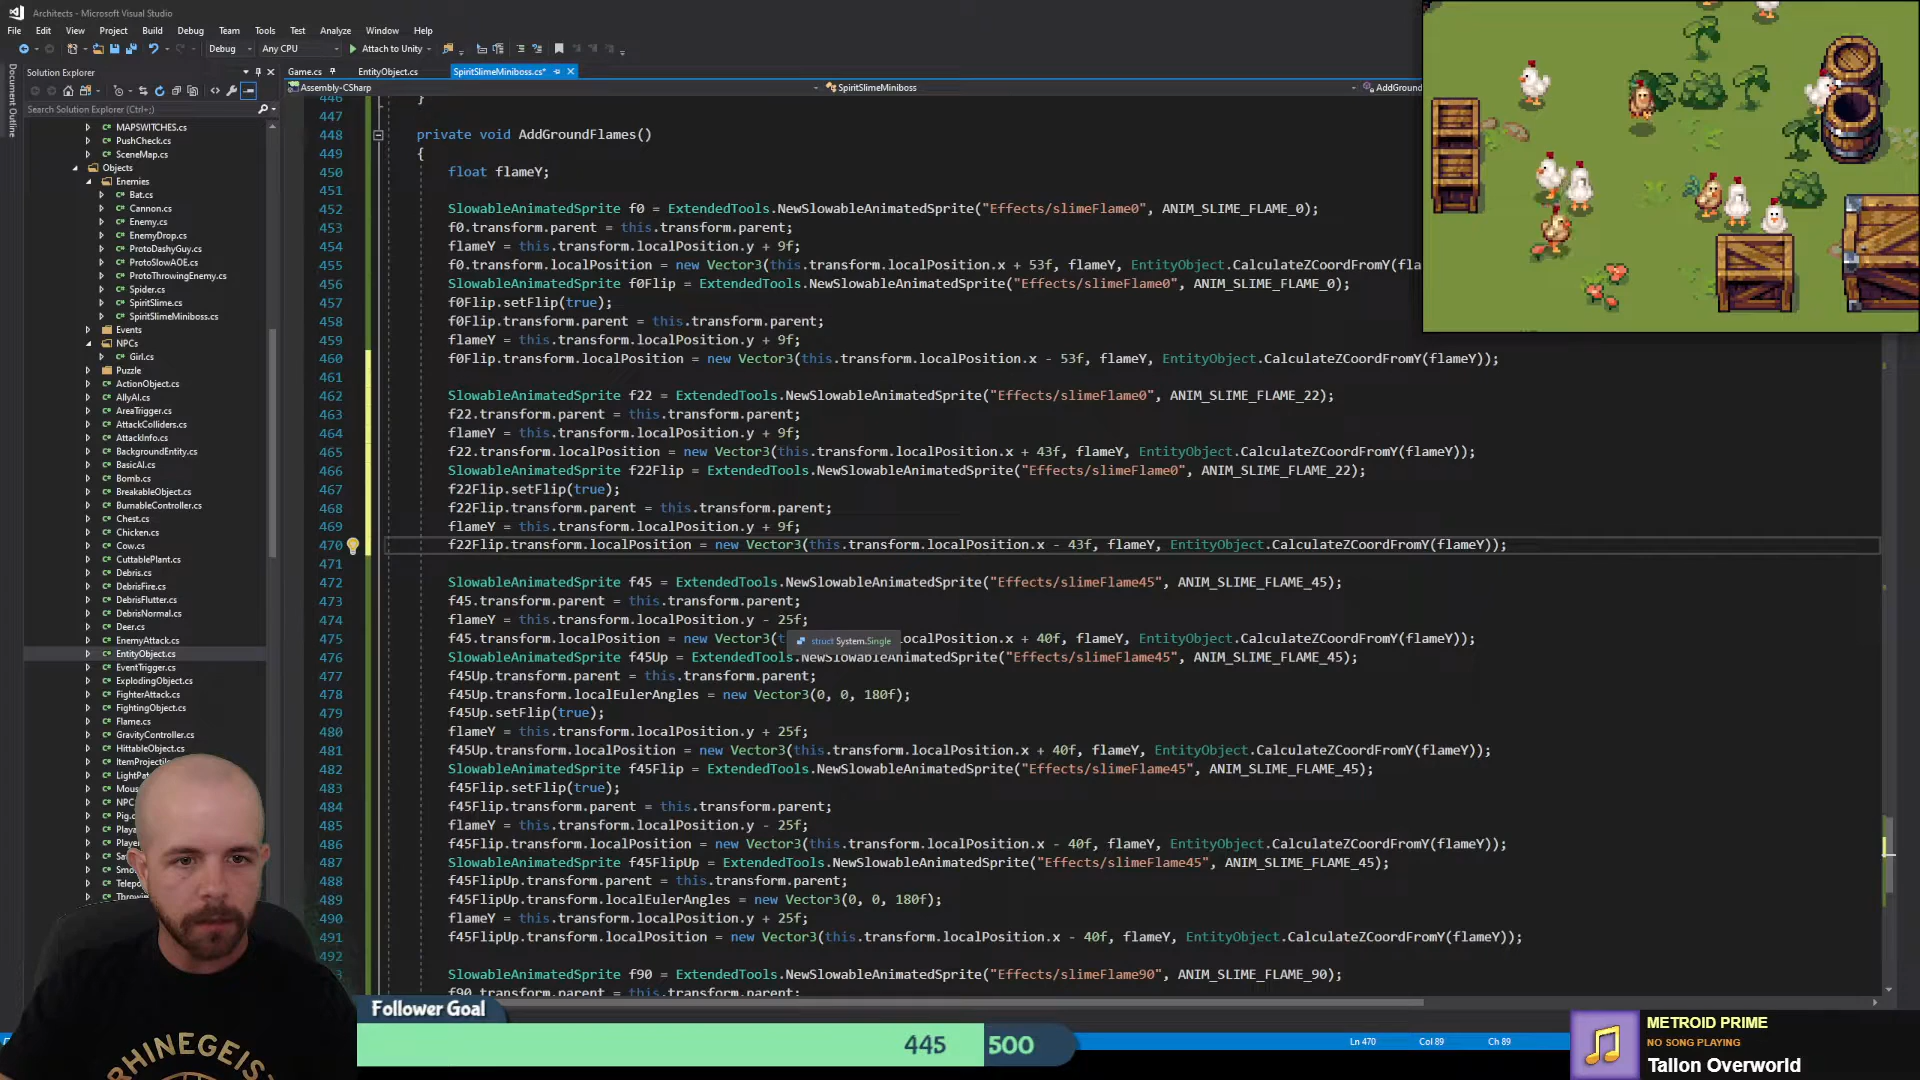 Architects - Microsoft Visual Studio
File Edit View Project Build Debug Team Tools Test Analyze Window Help
Debug Any CPU Attach to Unity
Solution Explorer
Game.cs EntityObject.cs SpiritSlimeMiniboss.cs*
Assembly-CSharp SpiritSlimeMiniboss AddGround
Search Solution Explorer (Ctrl+;)
Document Outline
MAPSWITCHES.cs
PushCheck.cs
SceneMap.cs
Objects
Enemies
Bat.cs
Cannon.cs
Enemy.cs
EnemyDrop.cs
ProtoDashyGuy.cs
ProtoSlowAOE.cs
ProtoThrowingEnemy.cs
Spider.cs
SpiritSlime.cs
SpiritSlimeMiniboss.cs
Events
NPCs
Girl.cs
Puzzle
ActionObject.cs
AllyAI.cs
AreaTrigger.cs
AttackColliders.cs
AttackInfo.cs
BackgroundEntity.cs
BasicAI.cs
Bomb.cs
BreakableObject.cs
BurnableController.cs
Chest.cs
Chicken.cs
Cow.cs
CuttablePlant.cs
Debris.cs
DebrisFire.cs
DebrisFlutter.cs
DebrisNormal.cs
Deer.cs
EnemyAttack.cs
EntityObject.cs
EventTrigger.cs
ExplodingObject.cs
FighterAttack.cs
FightingObject.cs
Flame.cs
GravityController.cs
HittableObject.cs
ItemProjectil
LightPat
Mous
NPC
Pig.c
Playa
Playe
Sa
Smo
Telepo
Throwin
446 }
447
448 private void AddGroundFlames()
449 {
450 float flameY;
451
452 SlowableAnimatedSprite f0 = ExtendedTools.NewSlowableAnimatedSprite("Effects/slimeFlame0", ANIM_SLIME_FLAME_0);
453 f0.transform.parent = this.transform.parent;
454 flameY = this.transform.localPosition.y + 9f;
455 f0.transform.localPosition = new Vector3(this.transform.localPosition.x + 53f, flameY, EntityObject.CalculateZCoordFromY(fla
456 SlowableAnimatedSprite f0Flip = ExtendedTools.NewSlowableAnimatedSprite("Effects/slimeFlame0", ANIM_SLIME_FLAME_0);
457 f0Flip.setFlip(true);
458 f0Flip.transform.parent = this.transform.parent;
459 flameY = this.transform.localPosition.y + 9f;
460 f0Flip.transform.localPosition = new Vector3(this.transform.localPosition.x - 53f, flameY, EntityObject.CalculateZCoordFromY(flameY));
461
462 SlowableAnimatedSprite f22 = ExtendedTools.NewSlowableAnimatedSprite("Effects/slimeFlame0", ANIM_SLIME_FLAME_22);
463 f22.transform.parent = this.transform.parent;
464 flameY = this.transform.localPosition.y + 9f;
465 f22.transform.localPosition = new Vector3(this.transform.localPosition.x + 43f, flameY, EntityObject.CalculateZCoordFromY(flameY));
466 SlowableAnimatedSprite f22Flip = ExtendedTools.NewSlowableAnimatedSprite("Effects/slimeFlame0", ANIM_SLIME_FLAME_22);
467 f22Flip.setFlip(true);
468 f22Flip.transform.parent = this.transform.parent;
469 flameY = this.transform.localPosition.y + 9f;
470 f22Flip.transform.localPosition = new Vector3(this.transform.localPosition.x - 43f, flameY, EntityObject.CalculateZCoordFromY(flameY));
471
472 SlowableAnimatedSprite f45 = ExtendedTools.NewSlowableAnimatedSprite("Effects/slimeFlame45", ANIM_SLIME_FLAME_45);
473 f45.transform.parent = this.transform.parent;
474 flameY = this.transform.localPosition.y - 25f;
475 f45.transform.localPosition = new Vector3(t struct System.Single ocalPosition.x + 40f, flameY, EntityObject.CalculateZCoordFromY(flameY));
476 SlowableAnimatedSprite f45Up = ExtendedTools.NewSlowableAnimatedSprite("Effects/slimeFlame45", ANIM_SLIME_FLAME_45);
477 f45Up.transform.parent = this.transform.parent;
478 f45Up.transform.localEulerAngles = new Vector3(0, 0, 180f);
479 f45Up.setFlip(true);
480 flameY = this.transform.localPosition.y + 25f;
481 f45Up.transform.localPosition = new Vector3(this.transform.localPosition.x + 40f, flameY, EntityObject.CalculateZCoordFromY(flameY));
482 SlowableAnimatedSprite f45Flip = ExtendedTools.NewSlowableAnimatedSprite("Effects/slimeFlame45", ANIM_SLIME_FLAME_45);
483 f45Flip.setFlip(true);
484 f45Flip.transform.parent = this.transform.parent;
485 flameY = this.transform.localPosition.y - 25f;
486 f45Flip.transform.localPosition = new Vector3(this.transform.localPosition.x - 40f, flameY, EntityObject.CalculateZCoordFromY(flameY));
487 SlowableAnimatedSprite f45FlipUp = ExtendedTools.NewSlowableAnimatedSprite("Effects/slimeFlame45", ANIM_SLIME_FLAME_45);
488 f45FlipUp.transform.parent = this.transform.parent;
489 f45FlipUp.transform.localEulerAngles = new Vector3(0, 0, 180f);
490 flameY = this.transform.localPosition.y + 25f;
491 f45FlipUp.transform.localPosition = new Vector3(this.transform.localPosition.x - 40f, flameY, EntityObject.CalculateZCoordFromY(flameY));
492
SlowableAnimatedSprite f90 = ExtendedTools.NewSlowableAnimatedSprite("Effects/slimeFlame90", ANIM_SLIME_FLAME_90);
f90.transform.parent = this.transform.parent;
RHINEGEIST
Follower Goal
445 500
Ln 470 Col 89 Ch 89
METROID PRIME
NO SONG PLAYING
Tallon Overworld